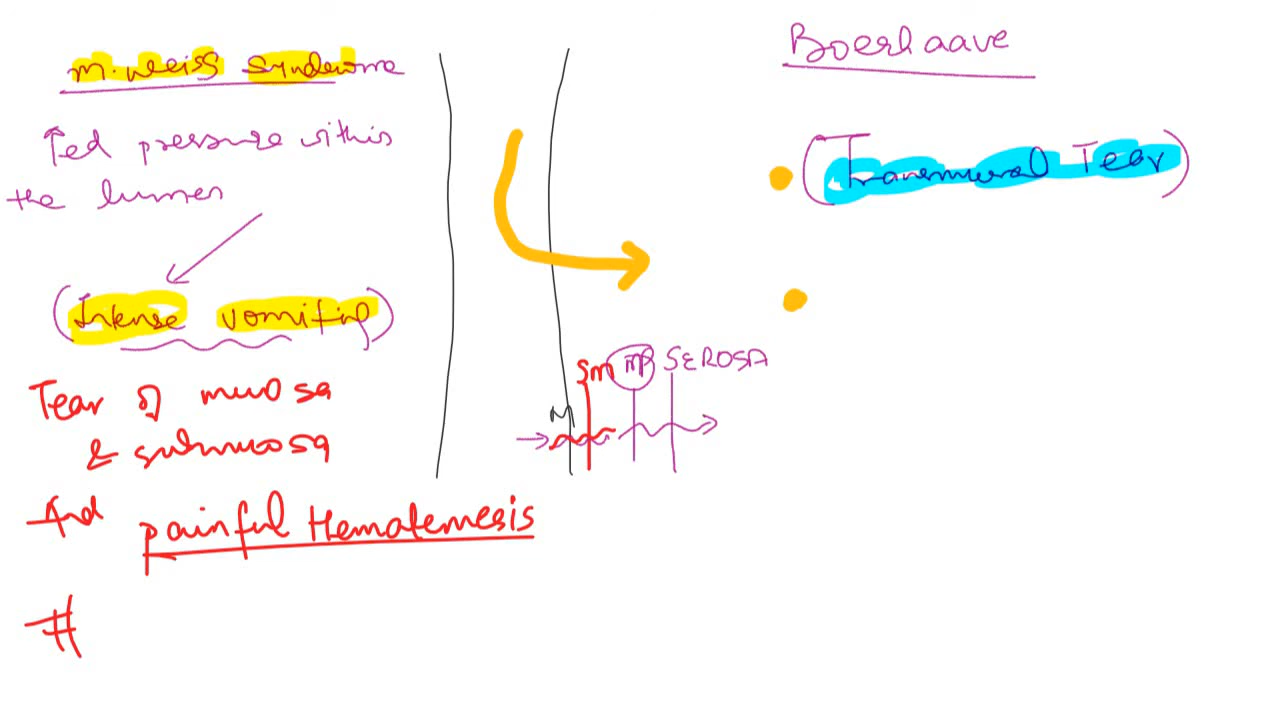 M. Weiss Syndrome
↑ed pressure within
the lumen
(Intense vomiting)
Tear of mucosa
& submucosa
And painful Hematemesis
#
Boerhaave
(Transmural Tear)
M
SM MP SEROSA